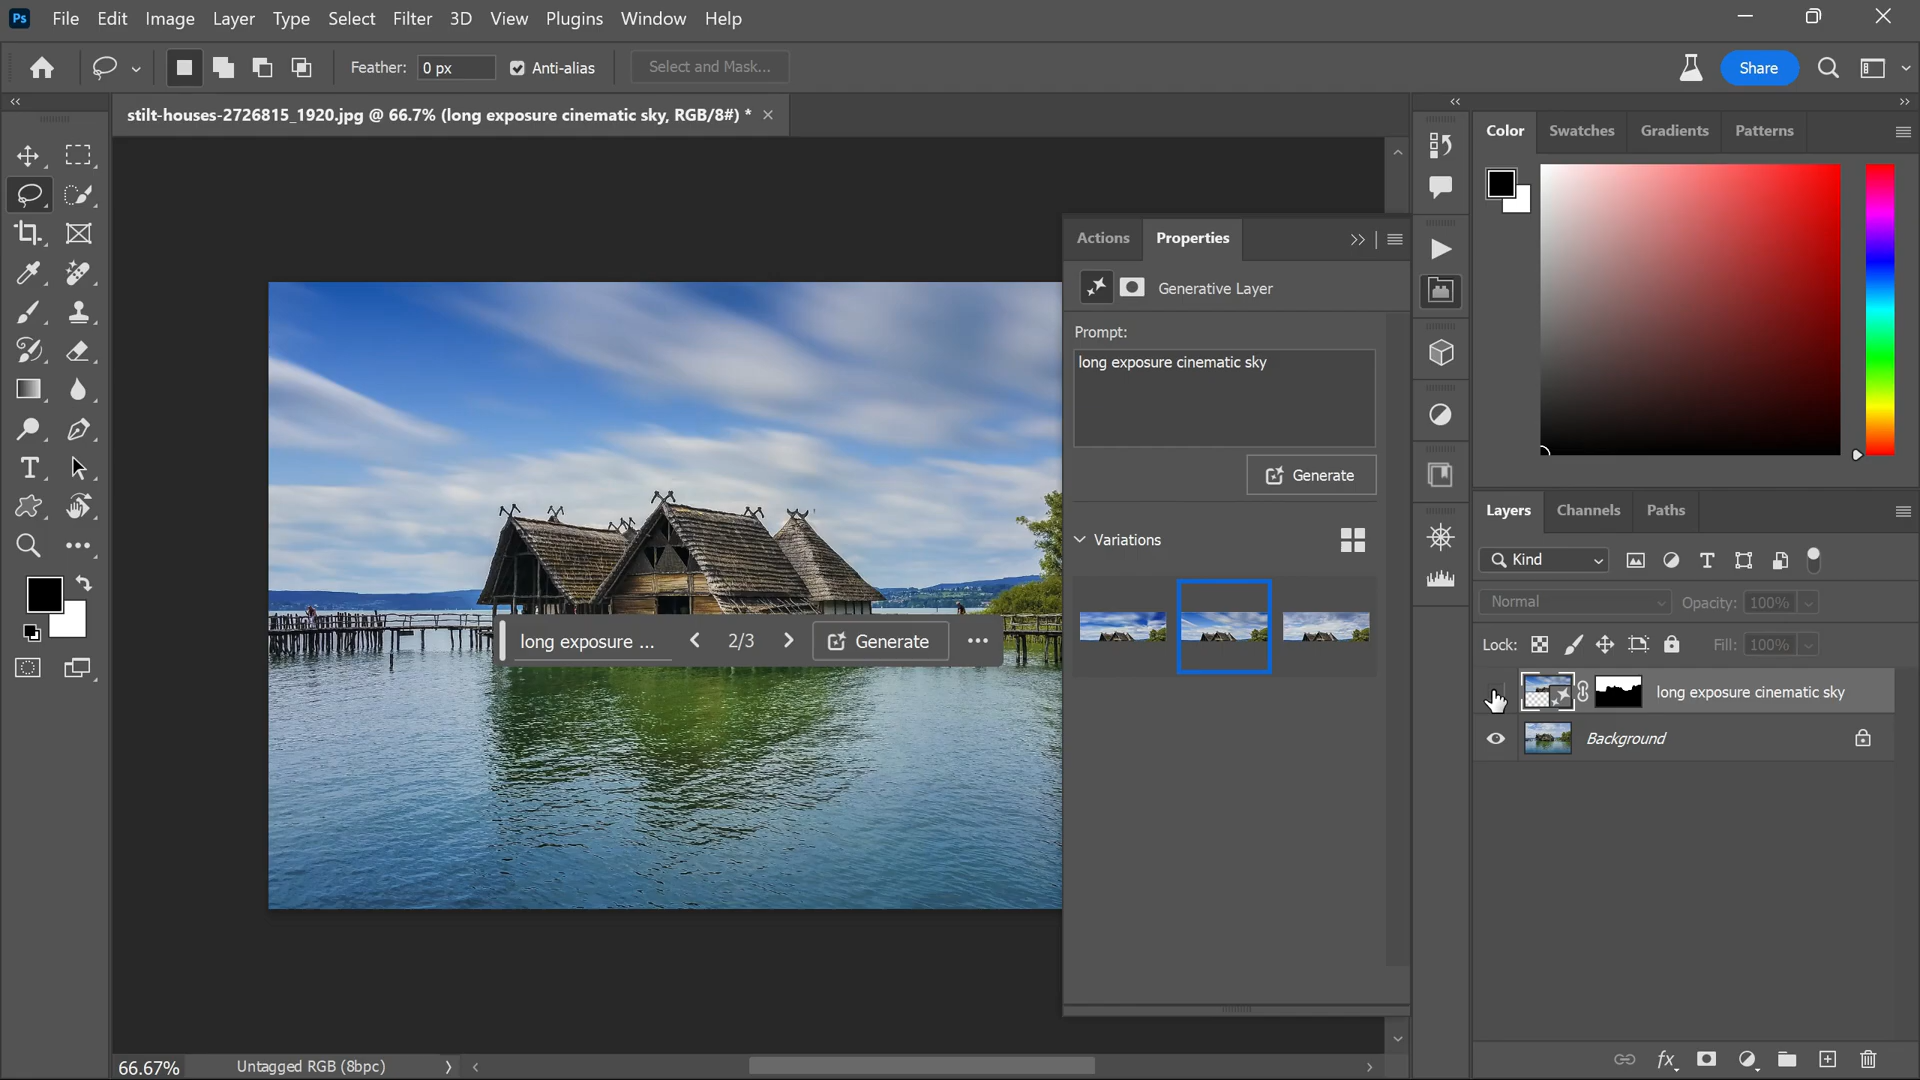 Ps File Edit Image Layer Type Select Filter 3D View Plugins Window Help
Feather: 0 px Anti-alias Select and Mask... Share
stilt-houses-2726815_1920.jpg @ 66.7% (long exposure cinematic sky, RGB/8#) *
Color Swatches Gradients Patterns
Actions Properties
Generative Layer
Prompt:
long exposure cinematic sky
Generate
Variations
long exposure ... 2/3 Generate
Layers Channels Paths
Kind
Normal Opacity: 100%
Lock: Fill: 100%
long exposure cinematic sky
Background
66.67% Untagged RGB (8bpc)
fx